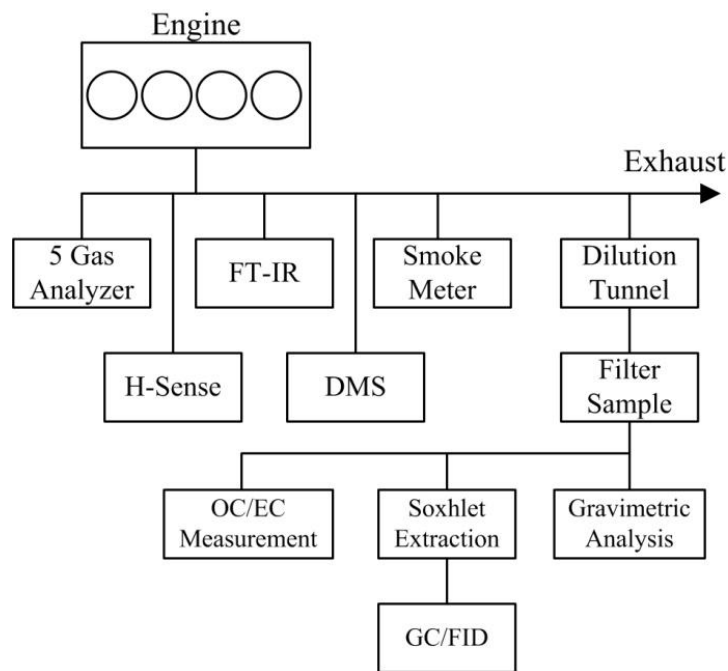 Engine
Exhaust
5 Gas
Analyzer
FT-IR
Smoke
Meter
Dilution
Tunnel
H-Sense
DMS
Filter
Sample
OC/EC
Measurement
Soxhlet
Extraction
Gravimetric
Analysis
GC/FID